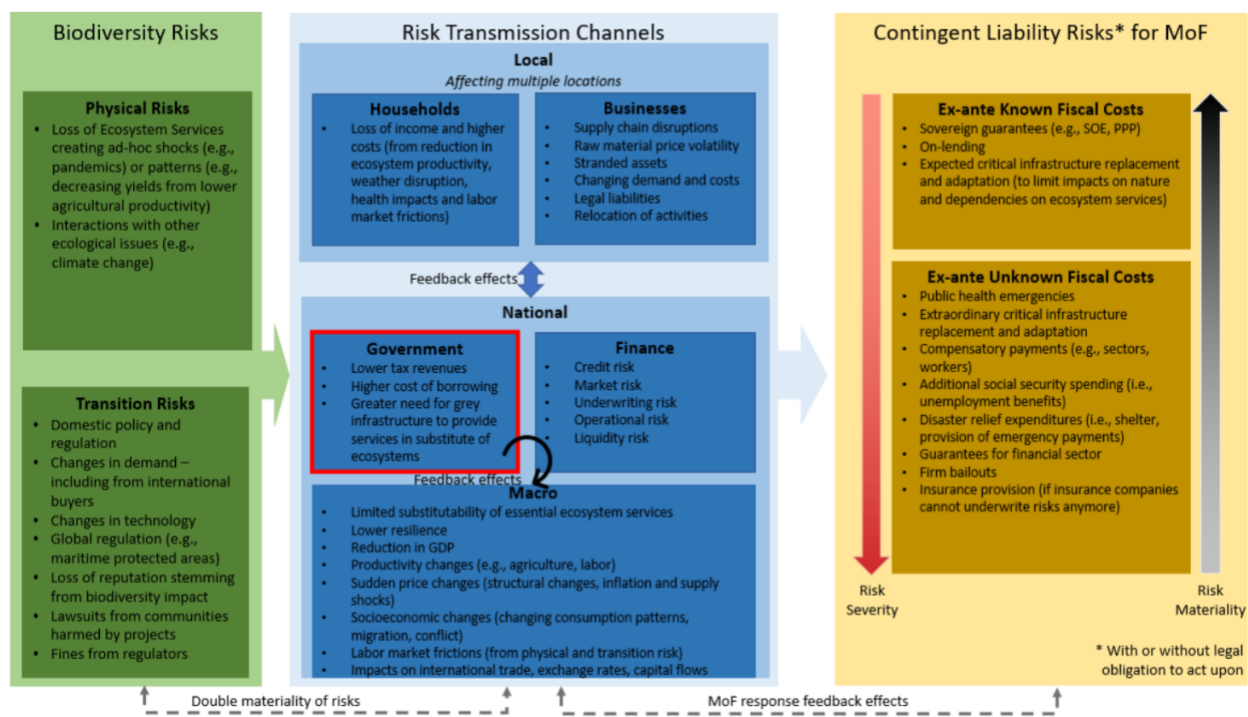 Biodiversity Risks
Physical Risks
• Loss of Ecosystem Services
creating ad-hoc shocks (e.g.,
pandemics) or patterns (e.g.,
decreasing yields from lower
agricultural productivity)
• Interactions with other
ecological issues (e.g.,
climate change)
Transition Risks
• Domestic policy and
regulation
• Changes in demand –
including from international
buyers
• Changes in technology
• Global regulation (e.g.,
maritime protected areas)
• Loss of reputation stemming
from biodiversity impact
• Lawsuits from communities
harmed by projects
• Fines from regulators
Risk Transmission Channels
Local
Affecting multiple locations
Households
• Loss of income and higher
costs (from reduction in
ecosystem productivity,
weather disruption,
health impacts and labor
market frictions)
Businesses
• Supply chain disruptions
• Raw material price volatility
• Stranded assets
• Changing demand and costs
• Legal liabilities
• Relocation of activities
Feedback effects
National
Government
• Lower tax revenues
• Higher cost of borrowing
• Greater need for grey
infrastructure to provide
services in substitute of
ecosystems
Finance
• Credit risk
• Market risk
• Underwriting risk
• Operational risk
• Liquidity risk
Feedback effects
Macro
• Limited substitutability of essential ecosystem services
• Lower resilience
• Reduction in GDP
• Productivity changes (e.g., agriculture, labor)
• Sudden price changes (structural changes, inflation and supply
shocks)
• Socioeconomic changes (changing consumption patterns,
migration, conflict)
• Labor market frictions (from physical and transition risk)
• Impacts on international trade, exchange rates, capital flows
Contingent Liability Risks* for MoF
Ex-ante Known Fiscal Costs
• Sovereign guarantees (e.g., SOE, PPP)
• On-lending
• Expected critical infrastructure replacement
and adaptation (to limit impacts on nature
and dependencies on ecosystem services)
Ex-ante Unknown Fiscal Costs
• Public health emergencies
• Extraordinary critical infrastructure
replacement and adaptation
• Compensatory payments (e.g., sectors,
workers)
• Additional social security spending (i.e.,
unemployment benefits)
• Disaster relief expenditures (i.e., shelter,
provision of emergency payments)
• Guarantees for financial sector
• Firm bailouts
• Insurance provision (if insurance companies
cannot underwrite risks anymore)
Risk
Severity
Risk
Materiality
* With or without legal
obligation to act upon
Double materiality of risks
MoF response feedback effects